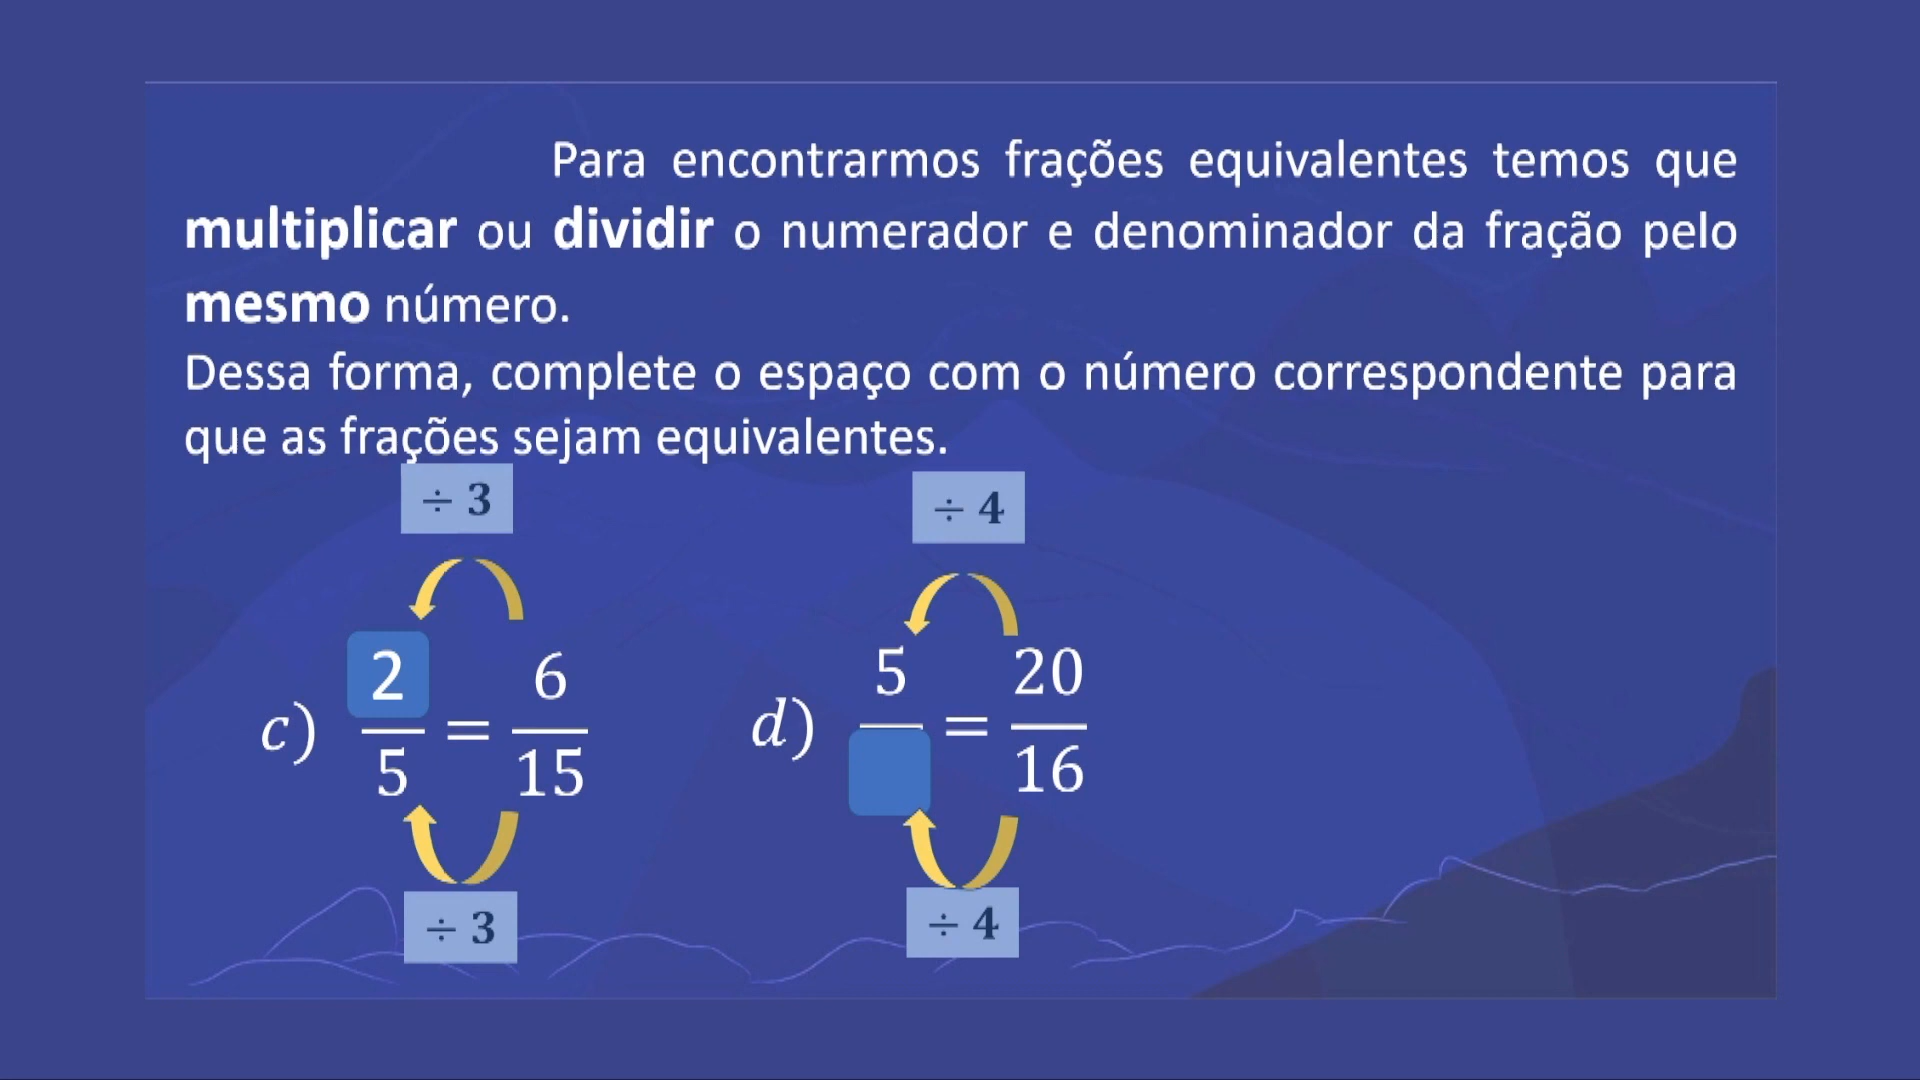 Para encontrarmos frações equivalentes temos que
multiplicar ou dividir o numerador e denominador da fração pelo
mesmo número.
Dessa forma, complete o espaço com o número correspondente para
que as frações sejam equivalentes.
÷ 3
÷ 4
c) 2/5 = 6/15
d) 5/ = 20/16
÷ 3
÷ 4